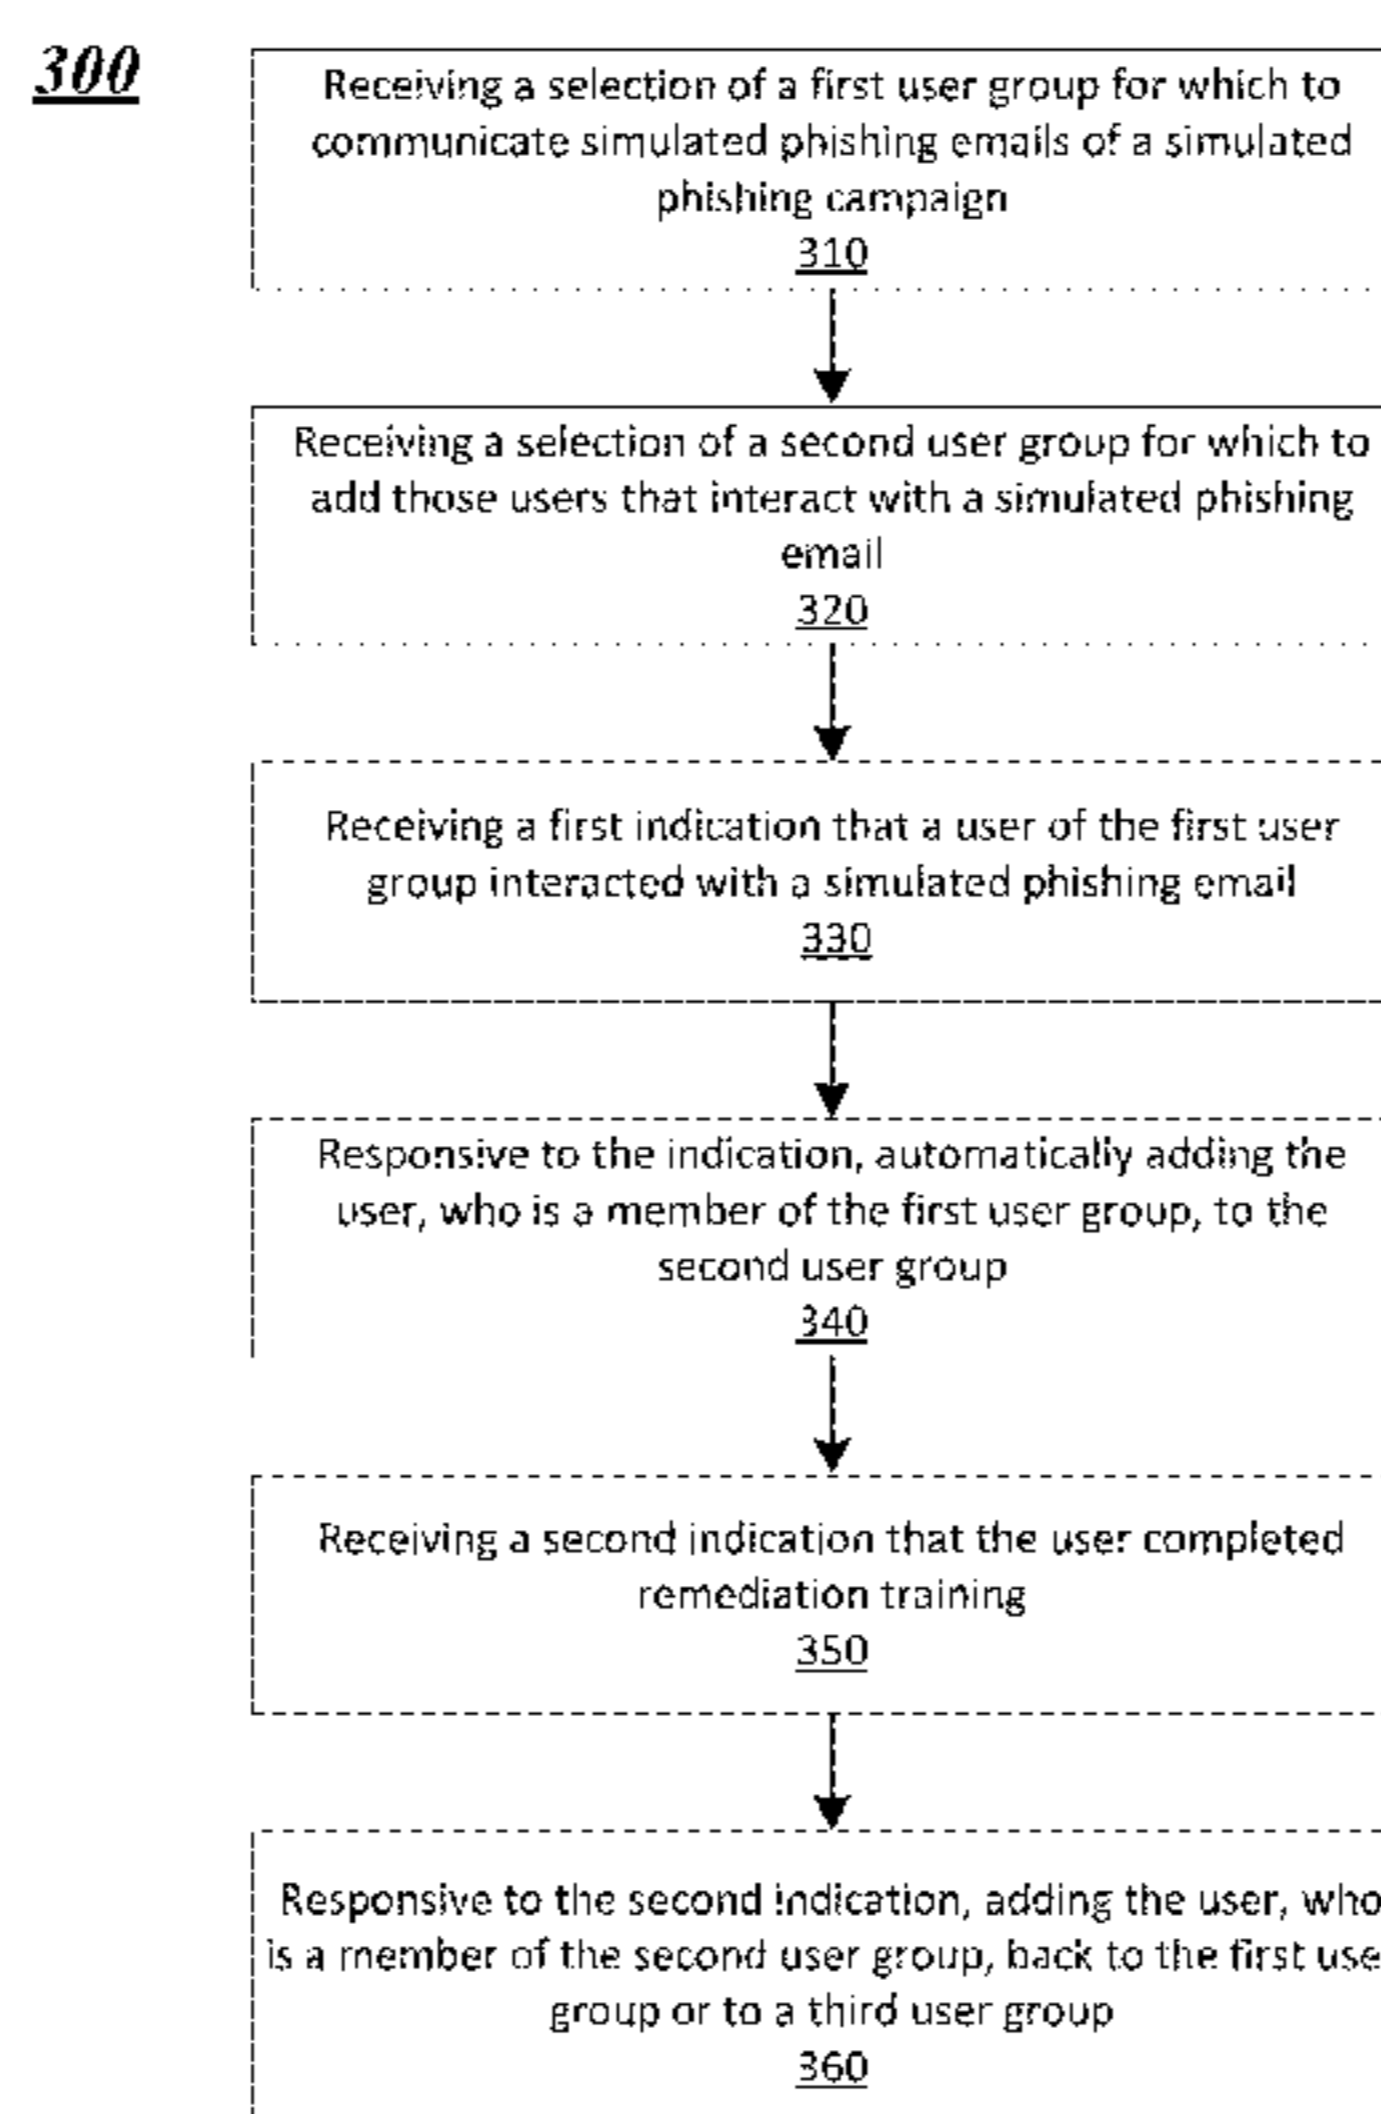 300
Receiving a selection of a first user group for which to
communicate simulated phishing emails of a simulated
phishing campaign
310
Receiving a selection of a second user group for which to
add those users that interact with a simulated phishing
email
320
Receiving a first indication that a user of the first user
group interacted with a simulated phishing email
330
Responsive to the indication, automatically adding the
user, who is a member of the first user group, to the
second user group
340
Receiving a second indication that the user completed
remediation training
350
Responsive to the second indication, adding the user, who
is a member of the second user group, back to the first use
group or to a third user group
360